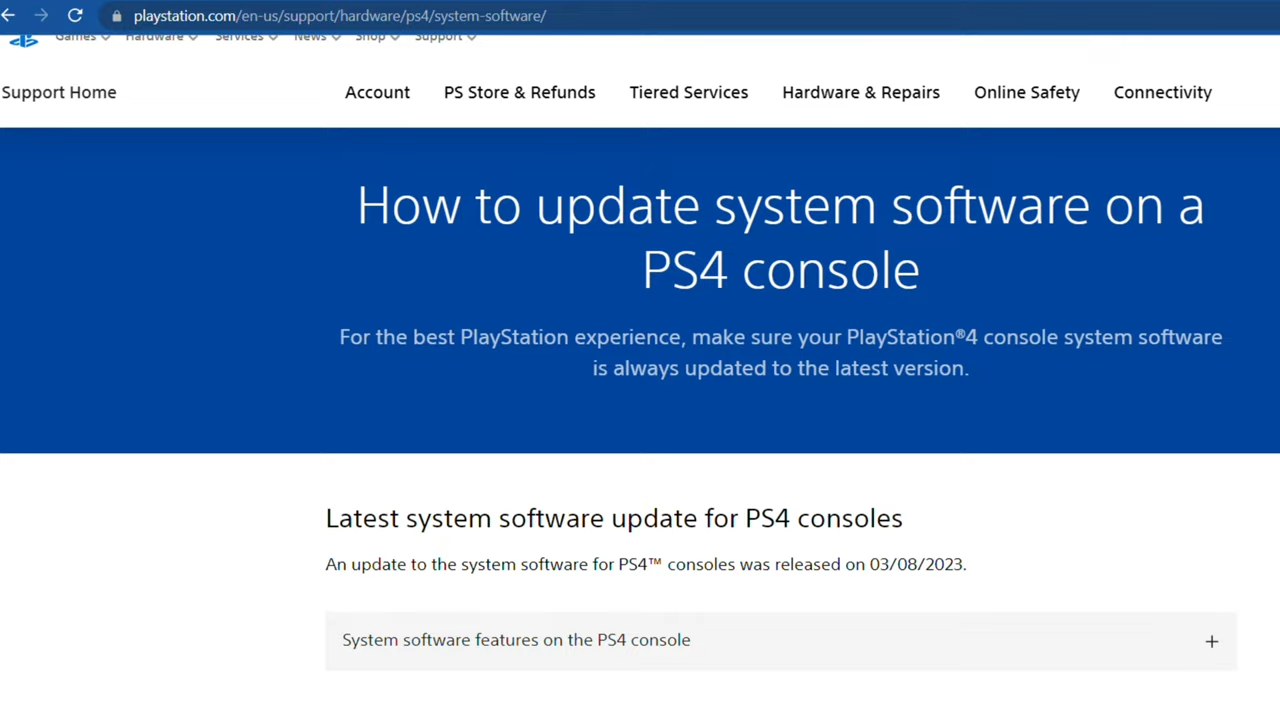 playstation.com/en-us/support/hardware/ps4/system-software/
Games Hardware Services News Shop Support
Support Home Account PS Store & Refunds Tiered Services Hardware & Repairs Online Safety Connectivity
How to update system software on a
PS4 console
For the best PlayStation experience, make sure your PlayStation®4 console system software
is always updated to the latest version.
Latest system software update for PS4 consoles
An update to the system software for PS4™ consoles was released on 03/08/2023.
System software features on the PS4 console +